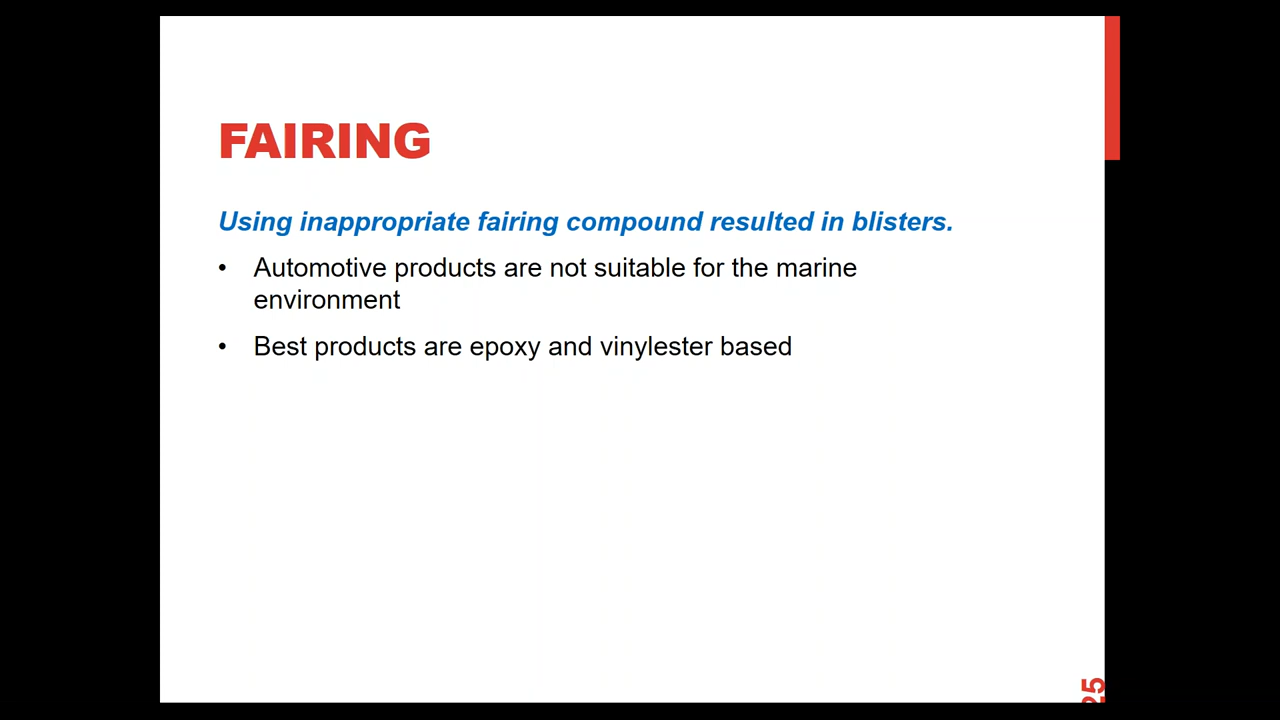 FAIRING
Using inappropriate fairing compound resulted in blisters.
• Automotive products are not suitable for the marine
environment
• Best products are epoxy and vinylester based
25